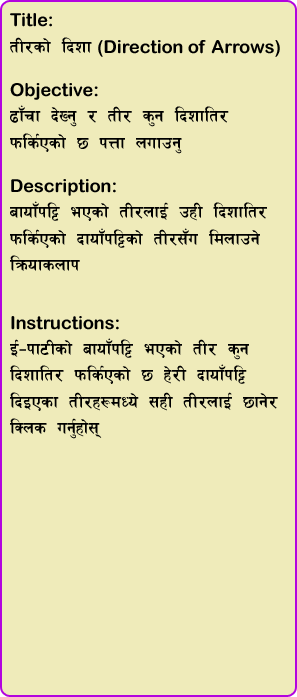 Title:
तीरको दिशा (Direction of Arrows)
Objective:
ढाँचा देख्नु र तीर कुन दिशातिर
फर्किएको छ पत्ता लगाउनु
Description:
बायाँपट्टि भएको तीरलाई उही दिशातिर
फर्किएको दायाँपट्टिको तीरसँग मिलाउने
क्रियाकलाप
Instructions:
ई-पाटीको बायाँपट्टि भएको तीर कुन
दिशातिर फर्किएको छ हेरी दायाँपट्टि
दिइएका तीरहरूमध्ये सही तीरलाई छानेर
क्लिक गर्नुहोस्